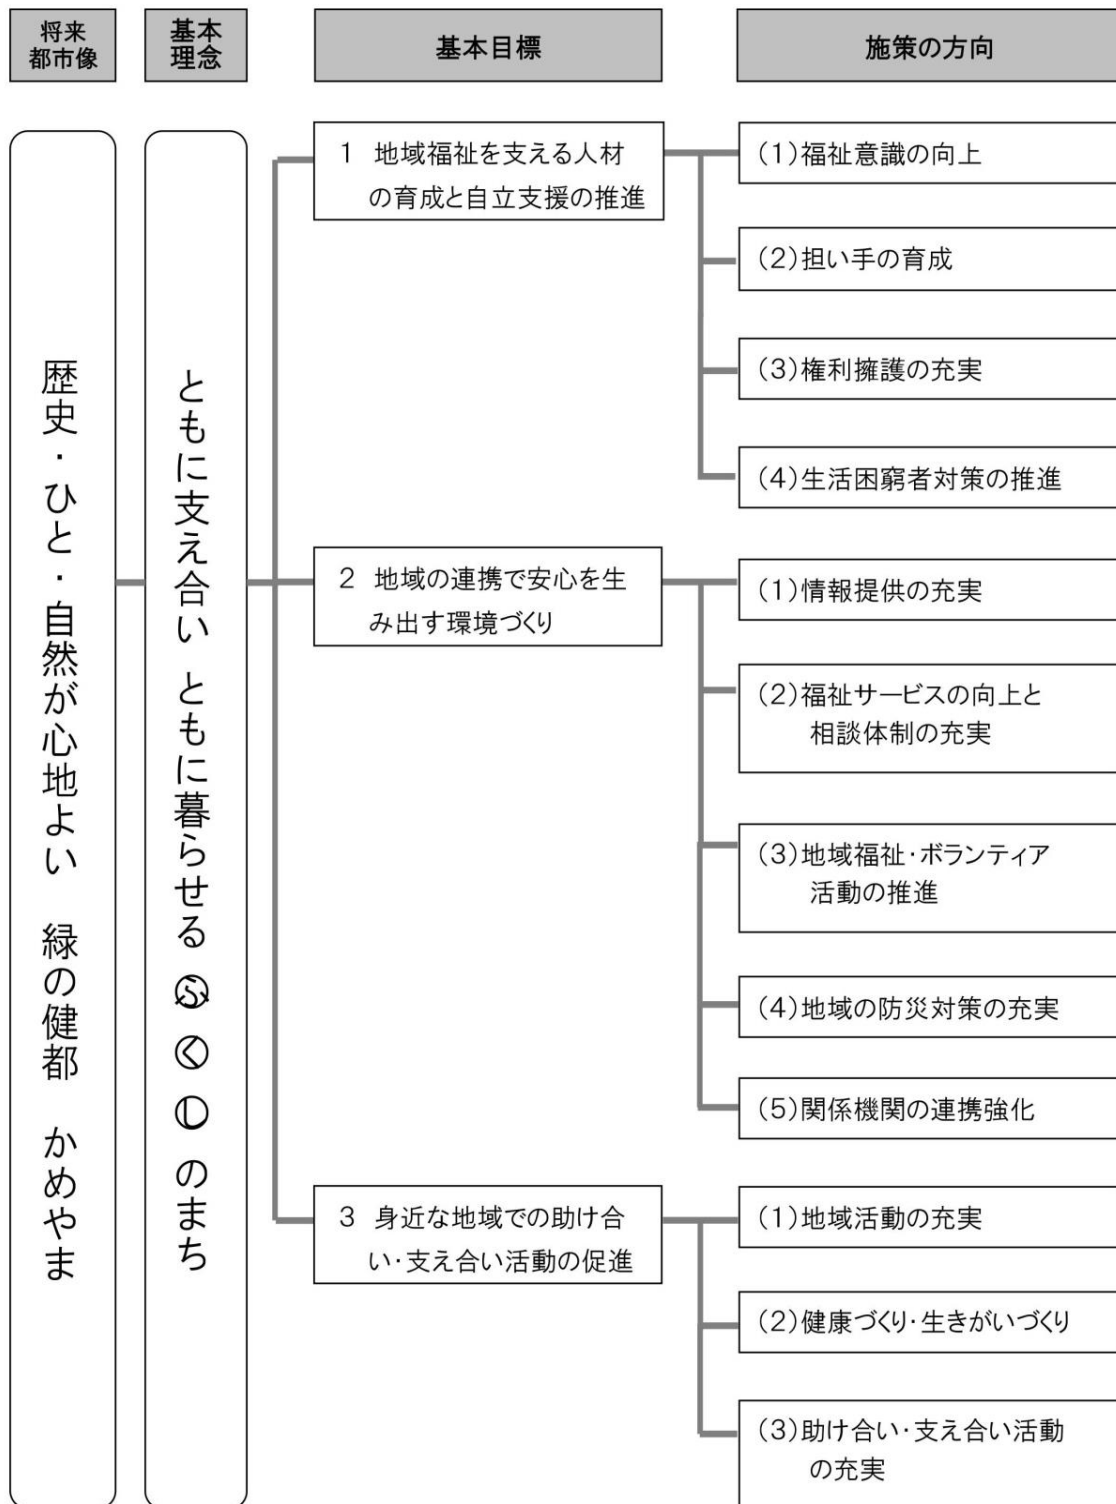 将来
都市像
基本
理念
基本目標
施策の方向
歴史・ひと・自然が心地よい　緑の健都　かめやま
ともに支え合い ともに暮らせる ふ く し のまち
1 地域福祉を支える人材
の育成と自立支援の推進
(1)福祉意識の向上
(2)担い手の育成
(3)権利擁護の充実
(4)生活困窮者対策の推進
2 地域の連携で安心を生
み出す環境づくり
(1)情報提供の充実
(2)福祉サービスの向上と
相談体制の充実
(3)地域福祉・ボランティア
活動の推進
(4)地域の防災対策の充実
(5)関係機関の連携強化
3 身近な地域での助け合
い・支え合い活動の促進
(1)地域活動の充実
(2)健康づくり・生きがいづくり
(3)助け合い・支え合い活動
の充実